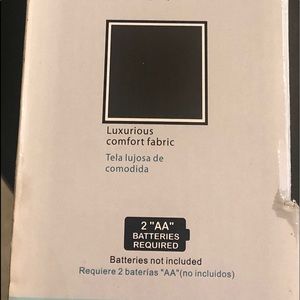 Luxurious
comfort fabric
Tela lujosa de
comodida
2 "AA"
BATTERIES
REQUIRED
Batteries not included
Requiere 2 baterías "AA"(no incluidos)